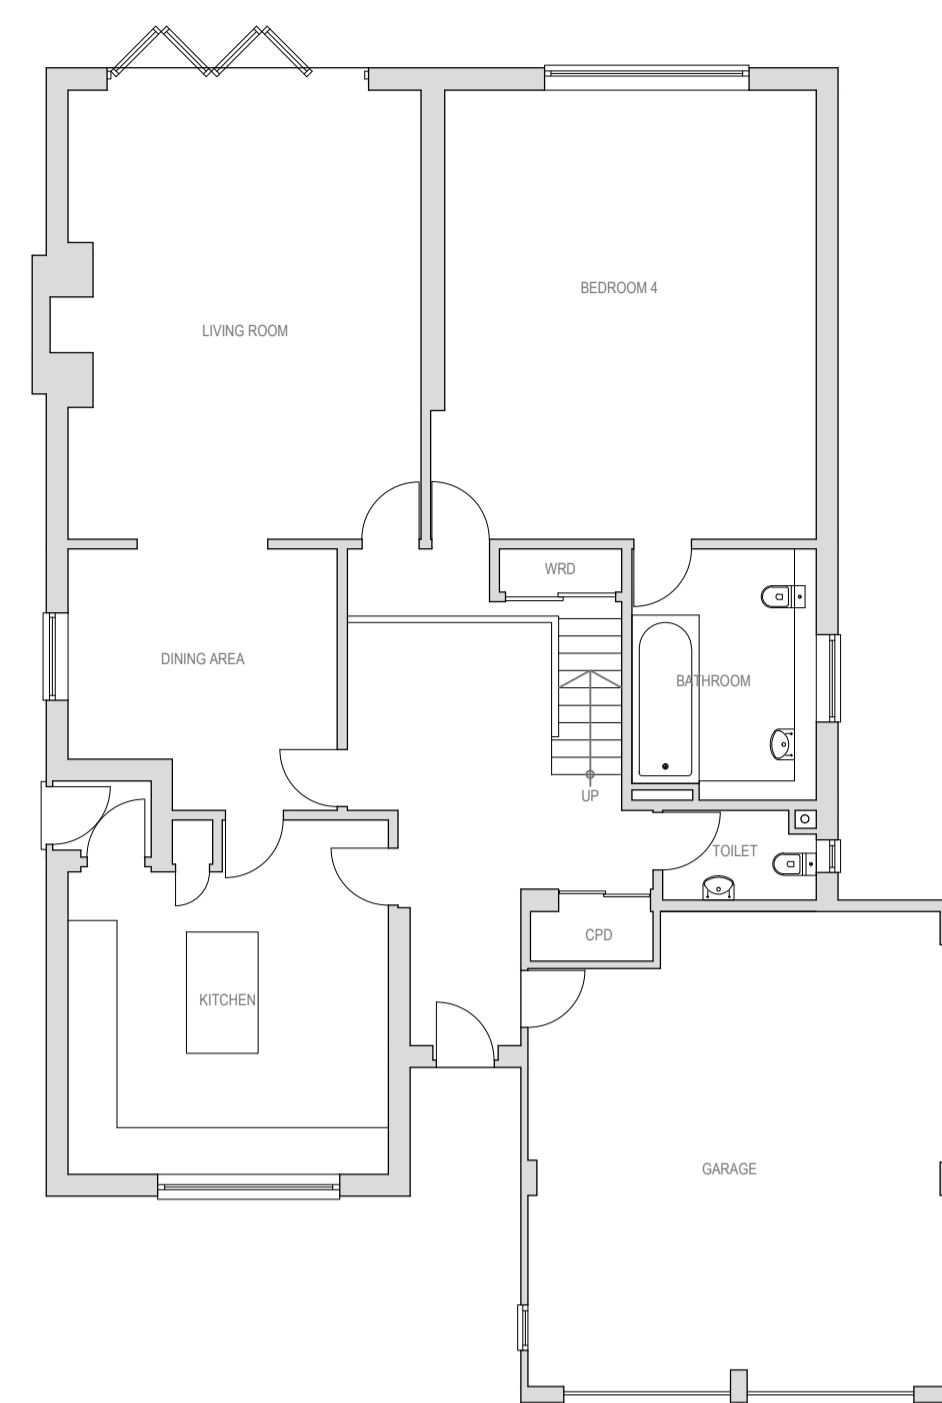 BEDROOM 4
LIVING ROOM
WRD
DINING AREA
BATHROOM
UP
TOILET
CPD
KITCHEN
GARAGE